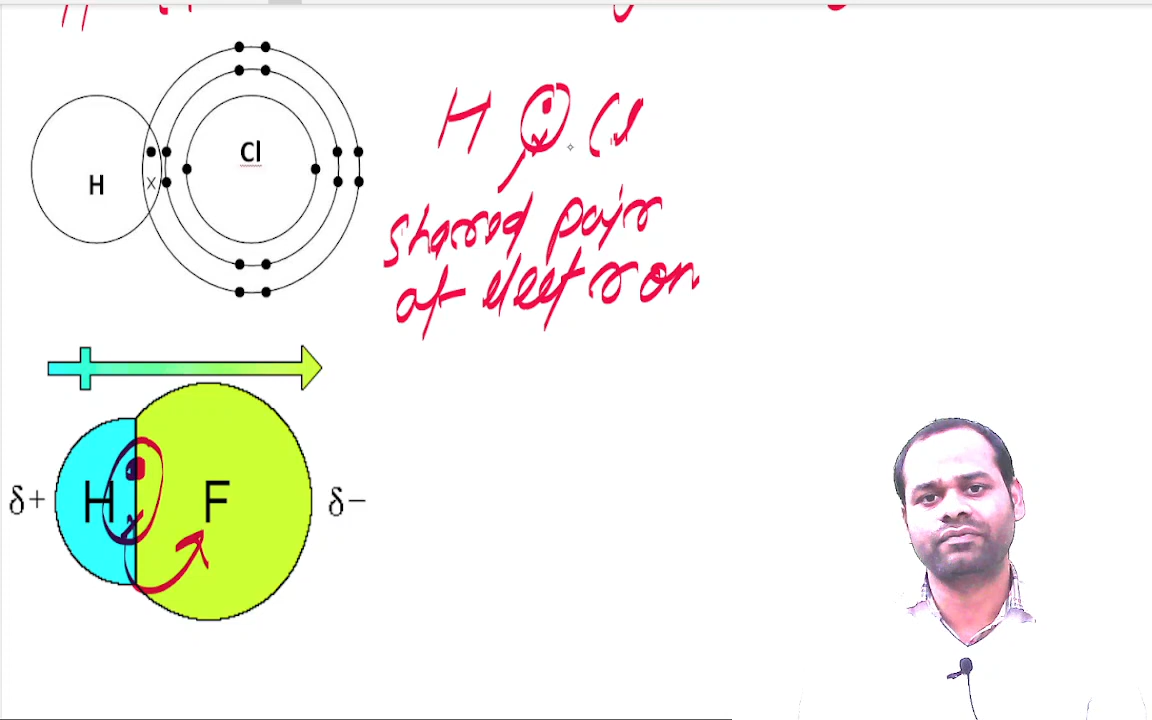 H
Cl
H Cl
shared pair
of electron
δ+
H
F
δ−